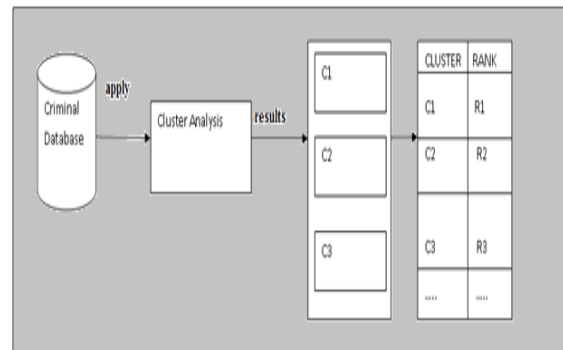 Criminal
Database
apply
Cluster Analysis
results
C1
C2
C3
CLUSTER RANK
C1 R1
C2 R2
C3 R3
..... .....